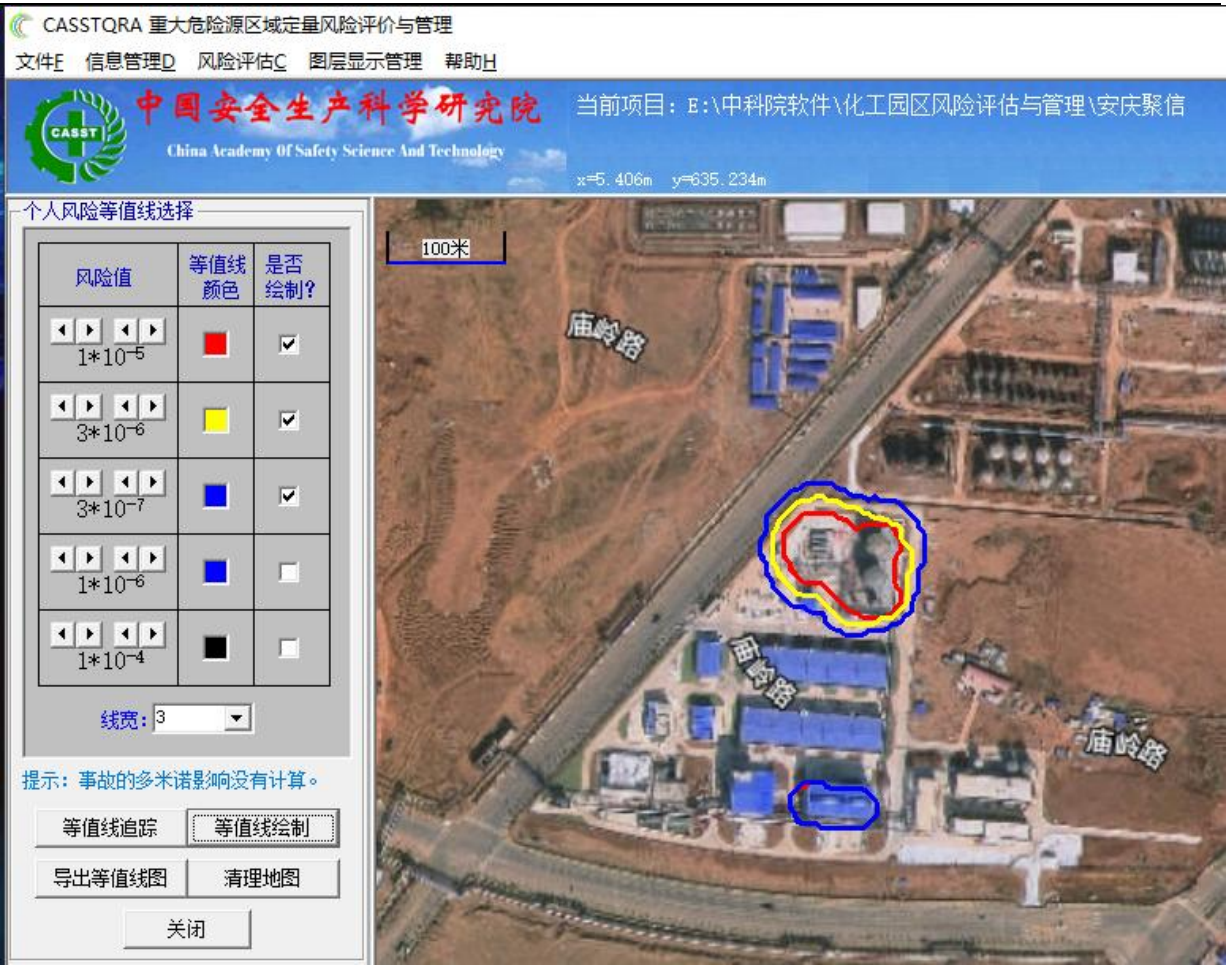 CASSTQRA 重大危险源区域定量风险评价与管理
文件F 信息管理D 风险评估C 图层显示管理 帮助H
CASST
中国安全生产科学研究院
China Academy Of Safety Science And Technology
当前项目：E:\中科院软件\化工园区风险评估与管理\安庆聚信
x=5.406m y=635.234m
个人风险等值线选择
风险值 等值线颜色 是否绘制?
1*10-5
3*10-6
3*10-7
1*10-6
1*10-4
线宽：3
提示：事故的多米诺影响没有计算。
等值线追踪 等值线绘制
导出等值线图 清理地图
关闭
100米
庙岭路
庙岭路
庙岭路